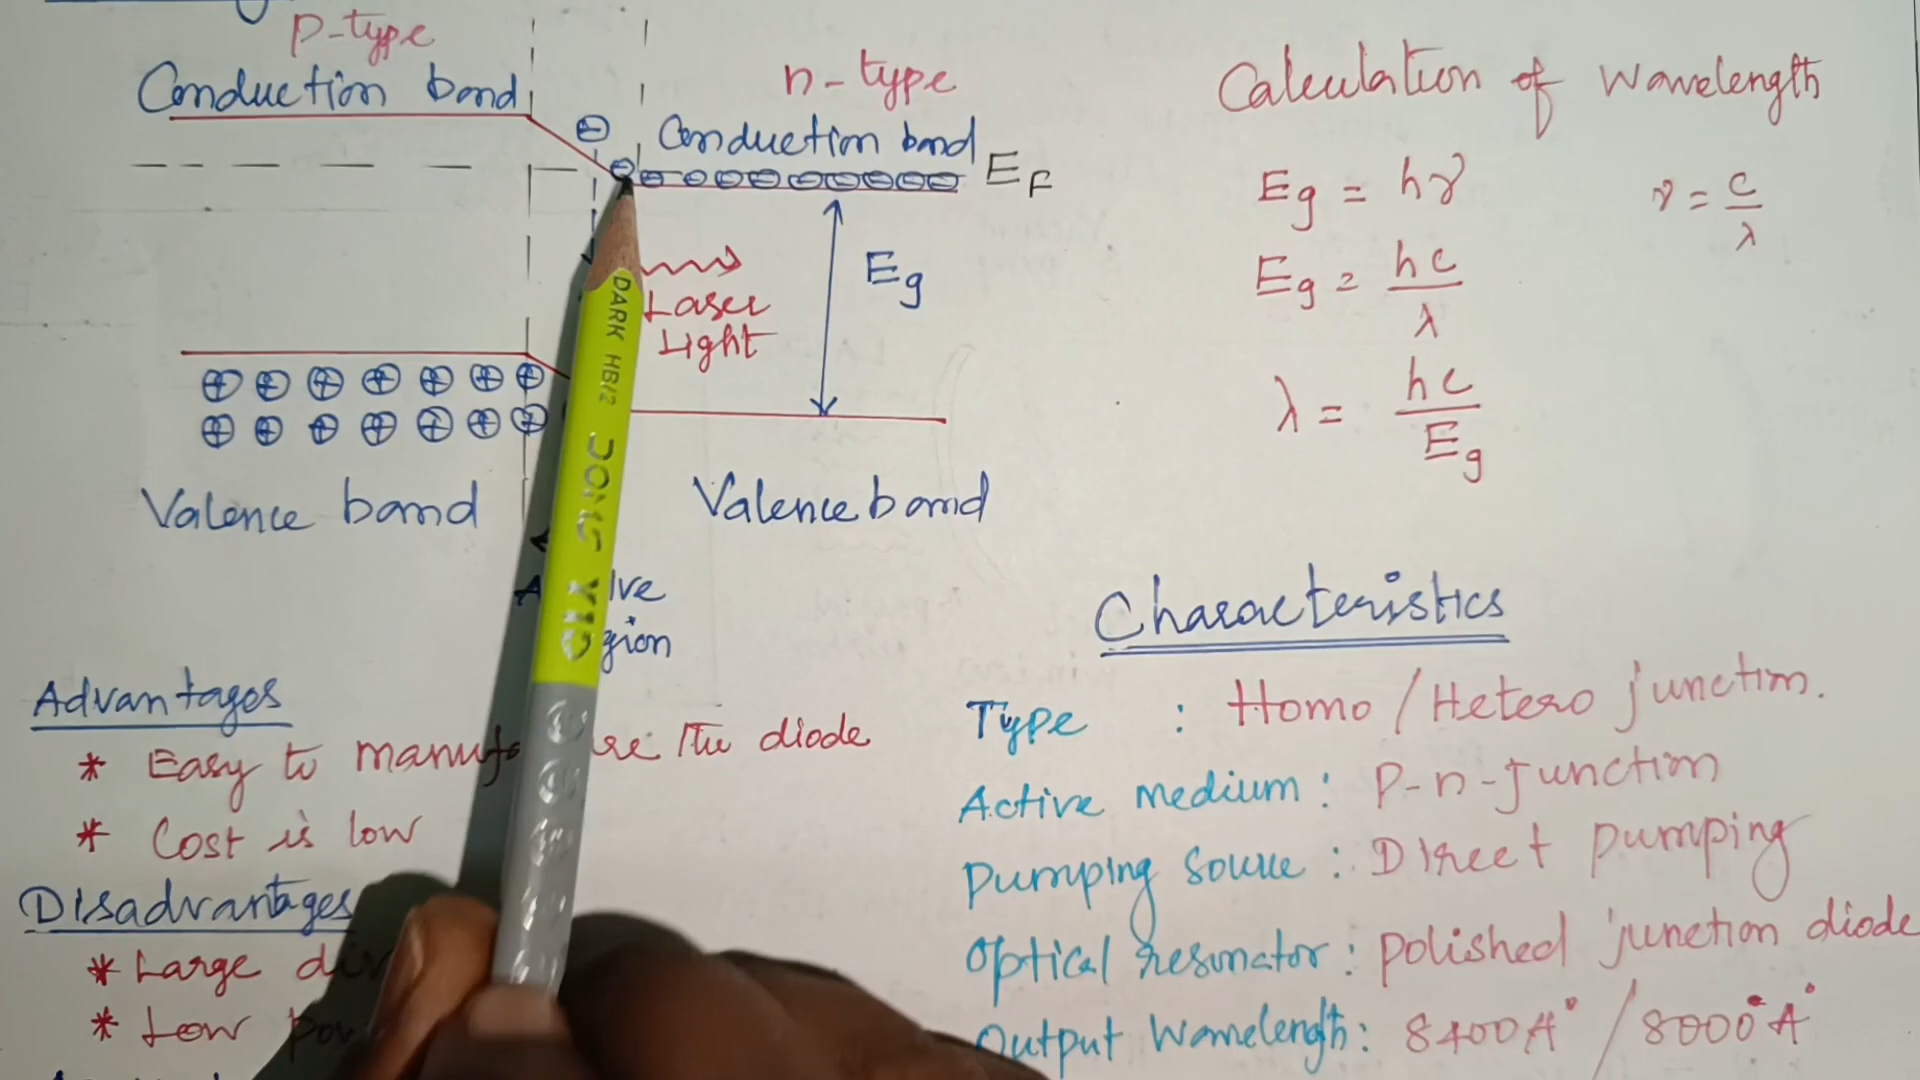 p-type
Conduction band
n-type
Conduction band
EF
Eg
Laser
Light
Valence band
Valence band
region
Advantages
* Easy to the diode
* Cost is low
Disadvantages
* Large
* Low
Calculation of Wavelength
Eg = hν
ν = c/λ
Eg = hc/λ
λ = hc/Eg
Characteristics
Type : Homo / Hetero junction.
Active medium : P-n-junction
Pumping source : Direct pumping
Optical resonator : polished junction diode
Output Wavelength : 8400A° / 8000°A°
DARK HB/2
DOMS